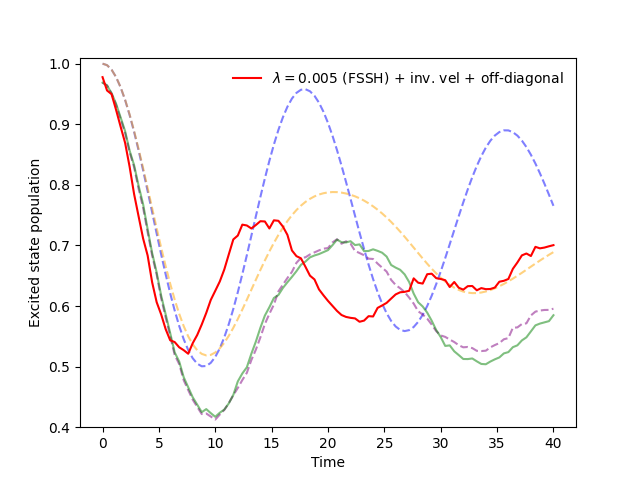 1.0
0.9
0.8
0.7
0.6
0.5
0.4
0 5 10 15 20 25 30 35 40
Excited state population
Time
λ = 0.005 (FSSH) + inv. vel + off-diagonal